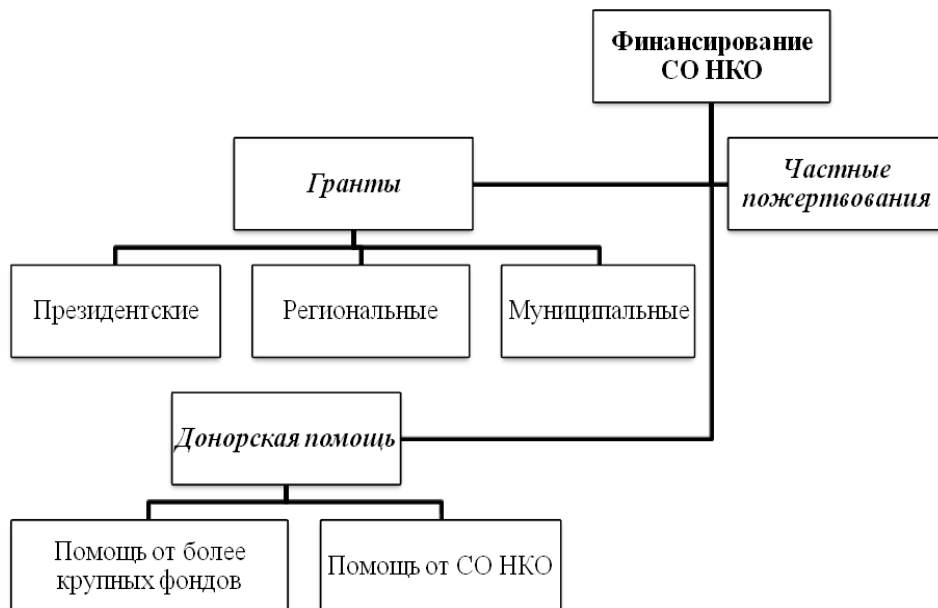 Финансирование
СО НКО
Гранты
Частные
пожертвования
Президентские
Региональные
Муниципальные
Донорская помощь
Помощь от более
крупных фондов
Помощь от СО НКО